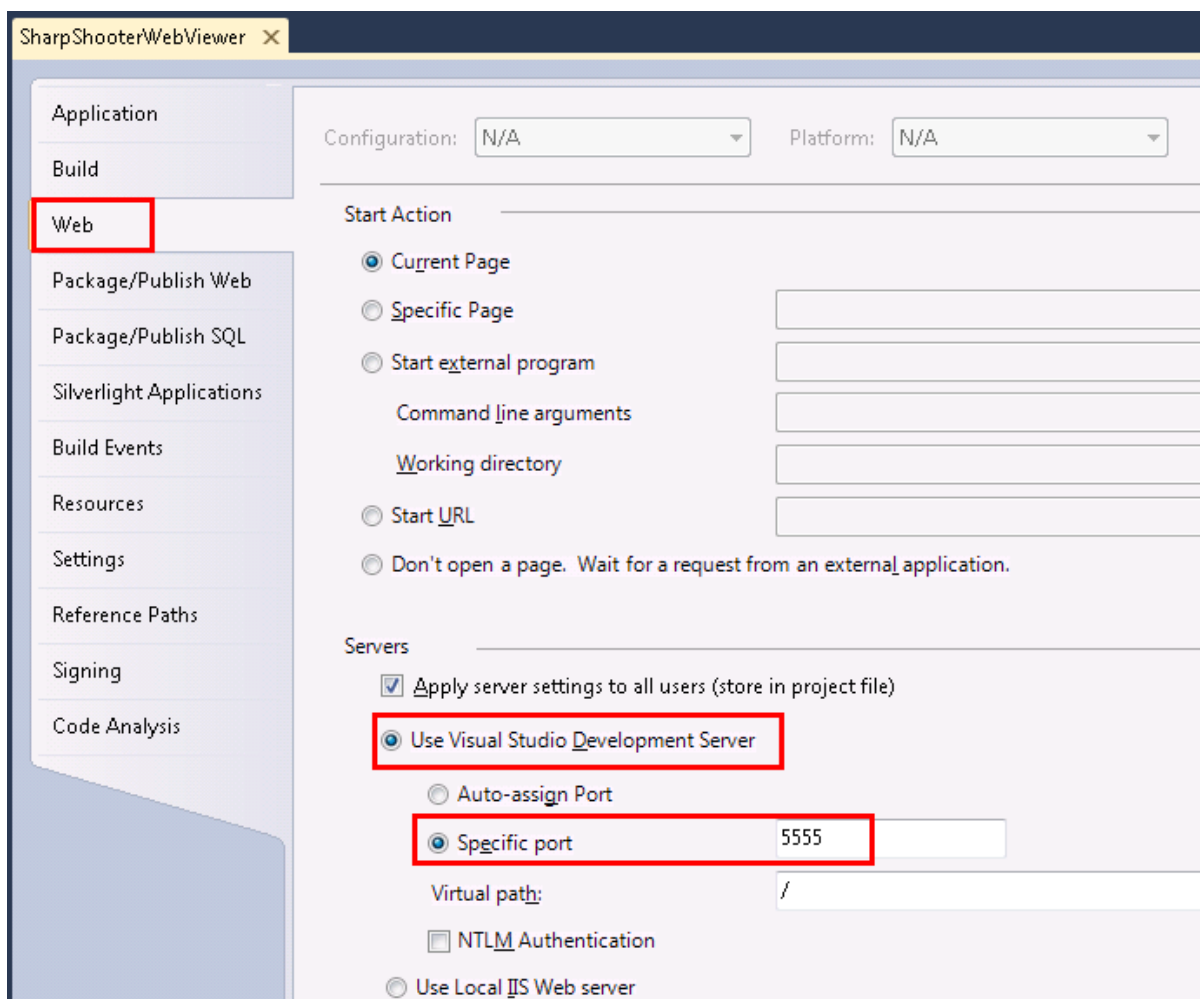 SharpShooterWebViewer
Application
Build
Web
Package/Publish Web
Package/Publish SQL
Silverlight Applications
Build Events
Resources
Settings
Reference Paths
Signing
Code Analysis
Configuration: N/A Platform: N/A
Start Action
Current Page
Specific Page
Start external program
Command line arguments
Working directory
Start URL
Don't open a page. Wait for a request from an external application.
Servers
Apply server settings to all users (store in project file)
Use Visual Studio Development Server
Auto-assign Port
Specific port 5555
Virtual path: /
NTLM Authentication
Use Local IIS Web server